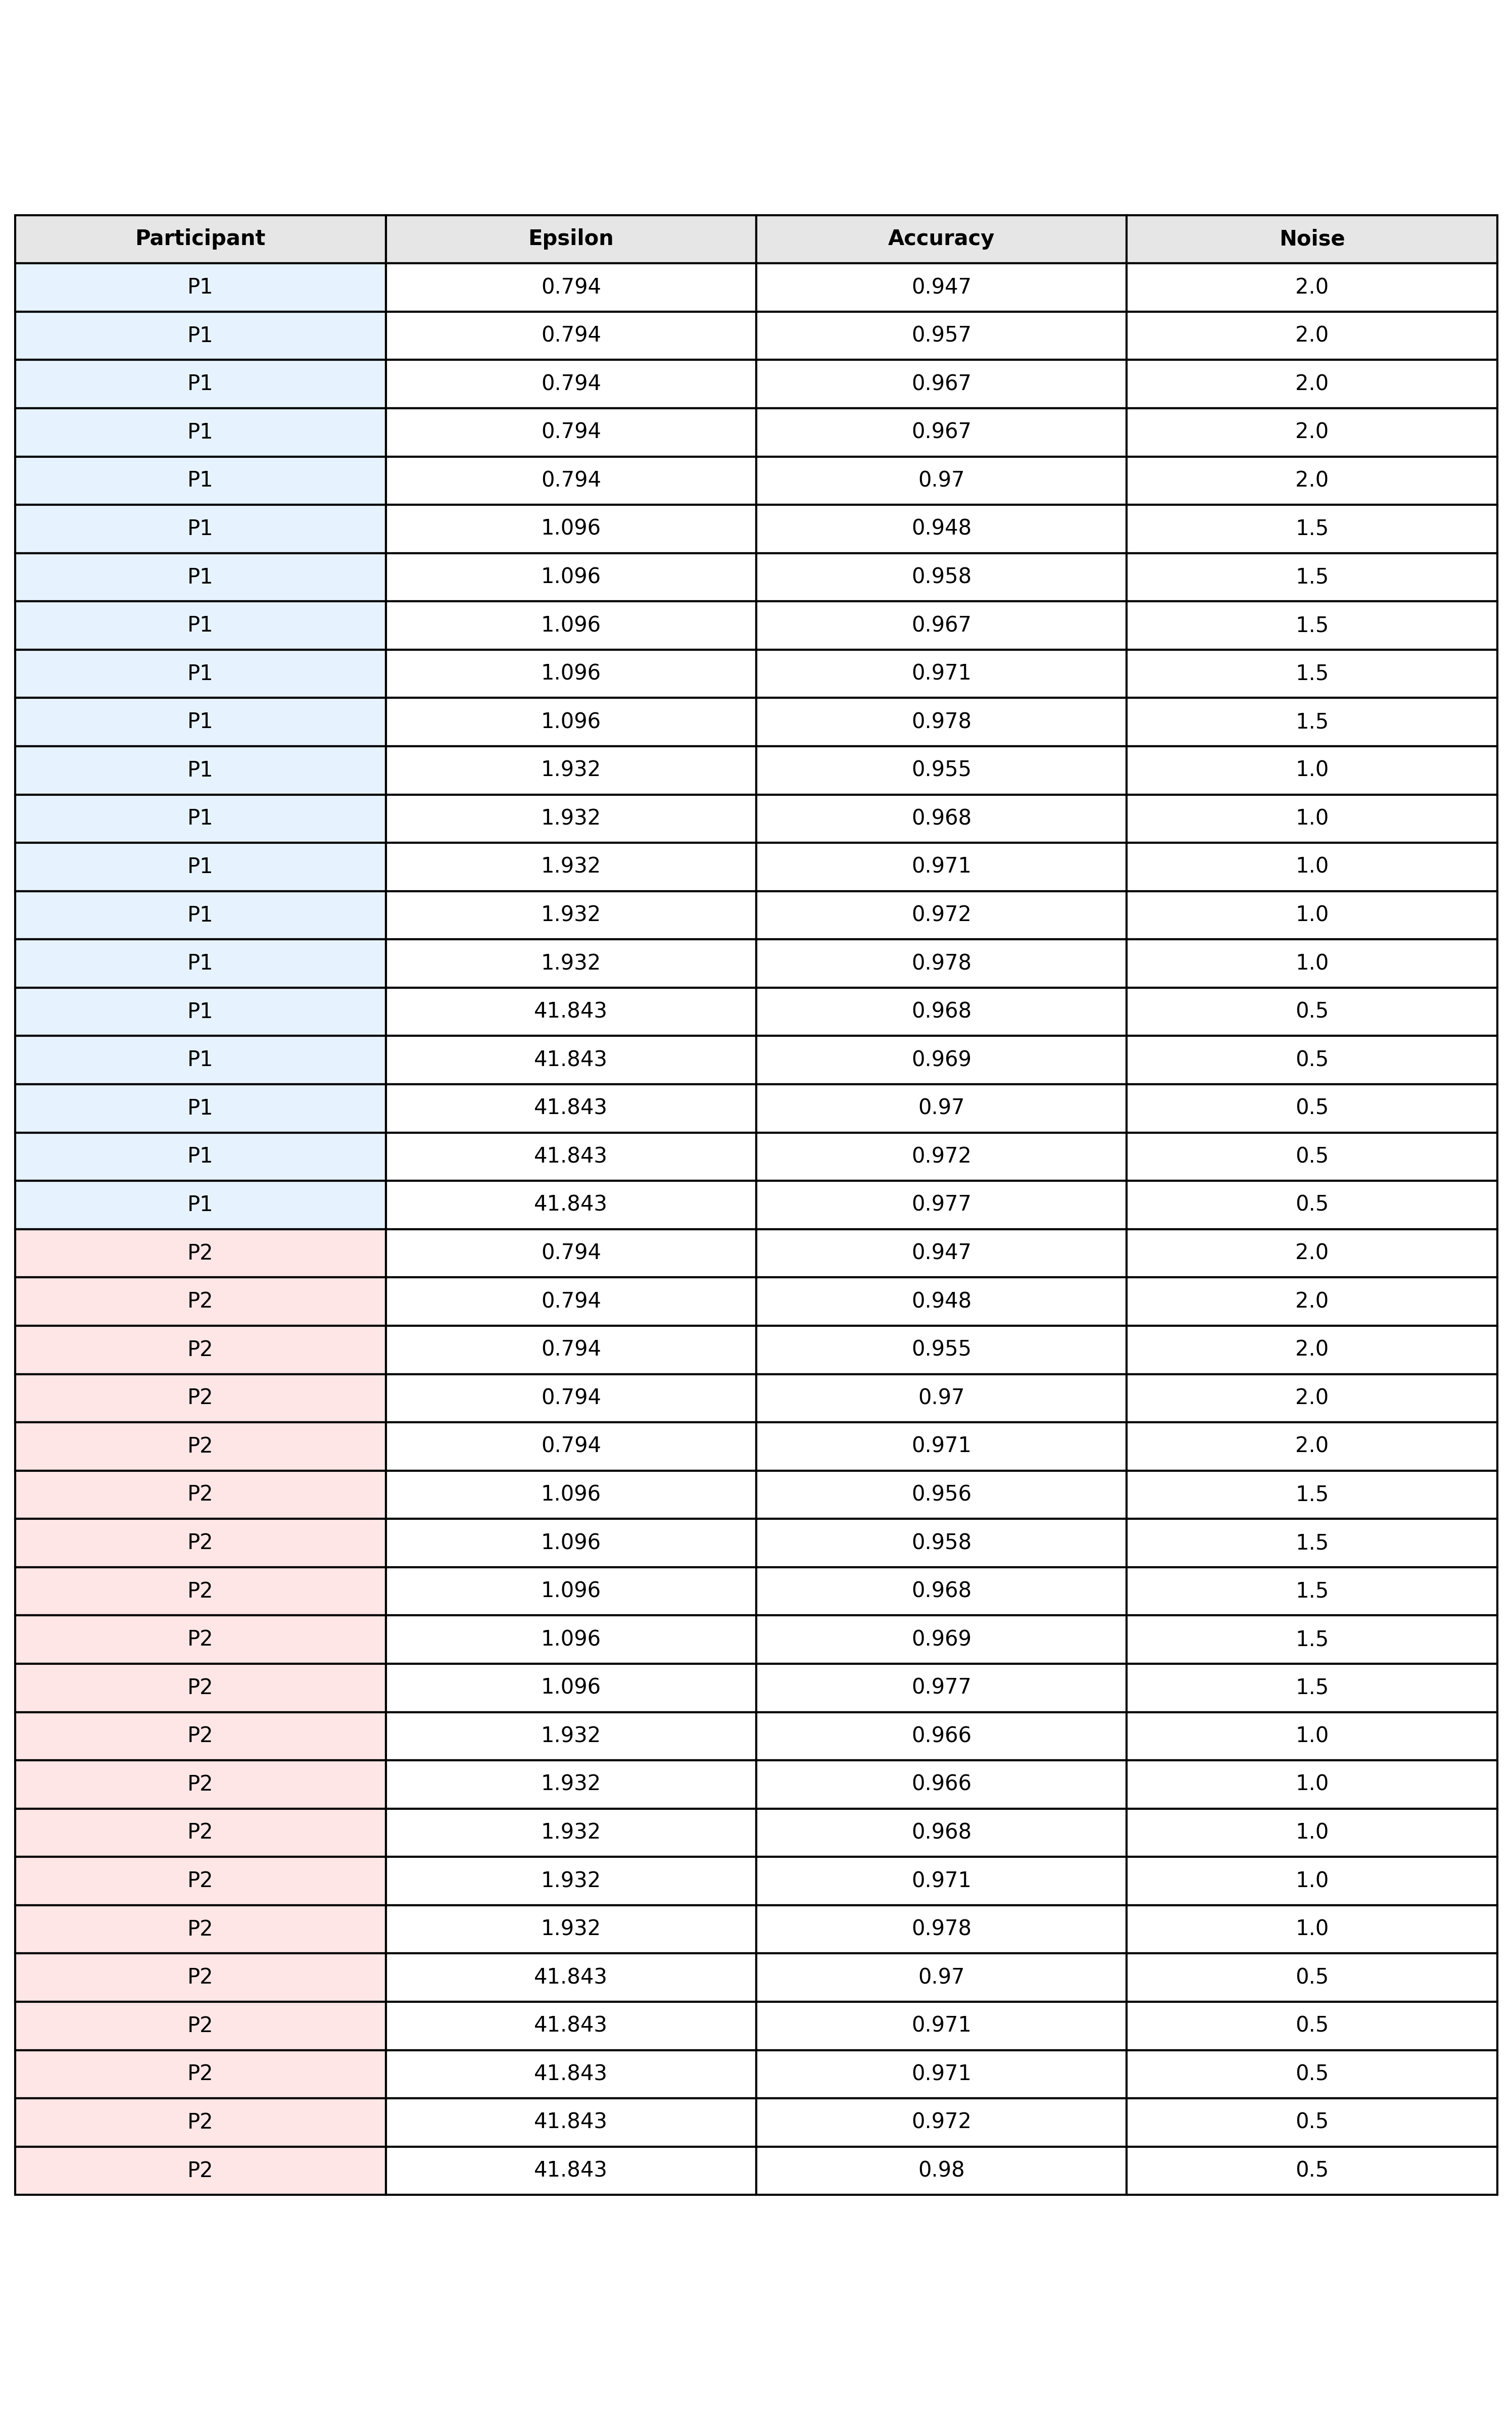 Participant Epsilon Accuracy Noise
P1 0.794 0.947 2.0
P1 0.794 0.957 2.0
P1 0.794 0.967 2.0
P1 0.794 0.967 2.0
P1 0.794 0.97 2.0
P1 1.096 0.948 1.5
P1 1.096 0.958 1.5
P1 1.096 0.967 1.5
P1 1.096 0.971 1.5
P1 1.096 0.978 1.5
P1 1.932 0.955 1.0
P1 1.932 0.968 1.0
P1 1.932 0.971 1.0
P1 1.932 0.972 1.0
P1 1.932 0.978 1.0
P1 41.843 0.968 0.5
P1 41.843 0.969 0.5
P1 41.843 0.97 0.5
P1 41.843 0.972 0.5
P1 41.843 0.977 0.5
P2 0.794 0.947 2.0
P2 0.794 0.948 2.0
P2 0.794 0.955 2.0
P2 0.794 0.97 2.0
P2 0.794 0.971 2.0
P2 1.096 0.956 1.5
P2 1.096 0.958 1.5
P2 1.096 0.968 1.5
P2 1.096 0.969 1.5
P2 1.096 0.977 1.5
P2 1.932 0.966 1.0
P2 1.932 0.966 1.0
P2 1.932 0.968 1.0
P2 1.932 0.971 1.0
P2 1.932 0.978 1.0
P2 41.843 0.97 0.5
P2 41.843 0.971 0.5
P2 41.843 0.971 0.5
P2 41.843 0.972 0.5
P2 41.843 0.98 0.5